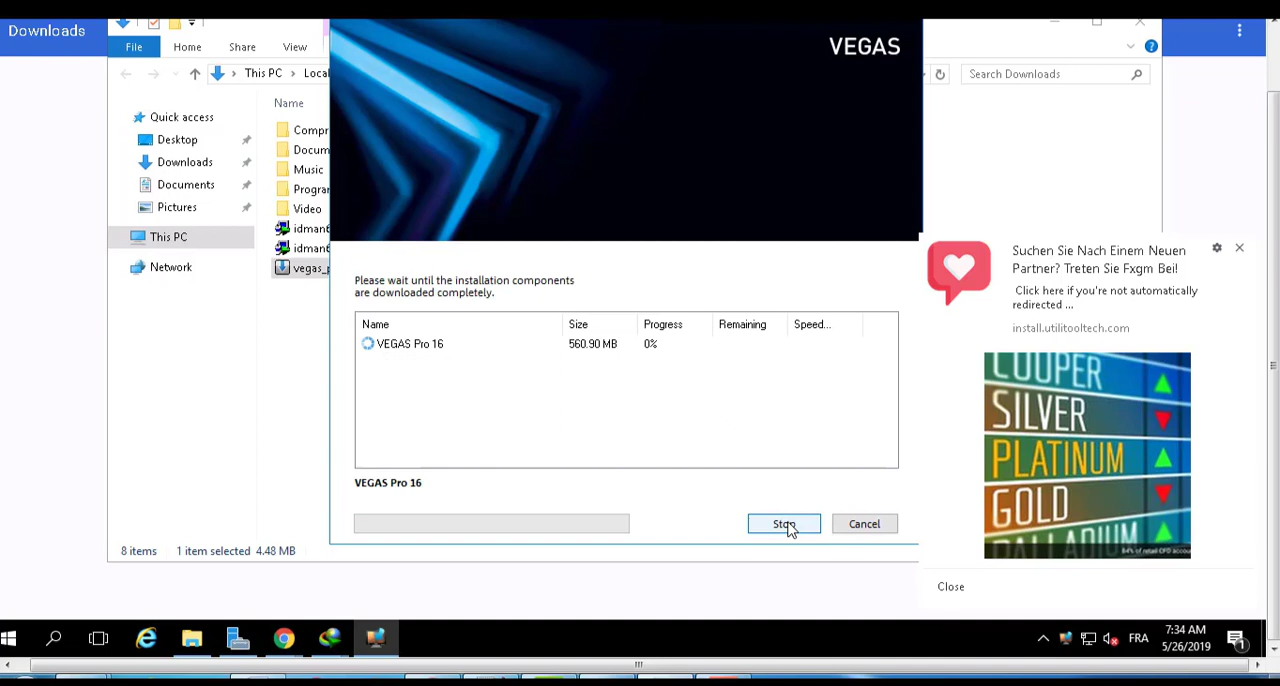 Downloads
File Home Share View
This PC
Search Downloads
VEGAS
Quick access
Desktop
Downloads
Documents
Pictures
This PC
Network
Name
Music
Video
Please wait until the installation components
are downloaded completely.
Name Size Progress Remaining Speed...
VEGAS Pro 16 560.90 MB 0%
VEGAS Pro 16
Stop Cancel
8 items 1 item selected 4.48 MB
Suchen Sie Nach Einem Neuen
Partner? Treten Sie Fxgm Bei!
Click here if you're not automatically
redirected ...
install.utilitooltech.com
COOPER
SILVER
PLATINUM
GOLD
PALLADIUM
Close
FRA
7:34 AM
5/26/2019
1